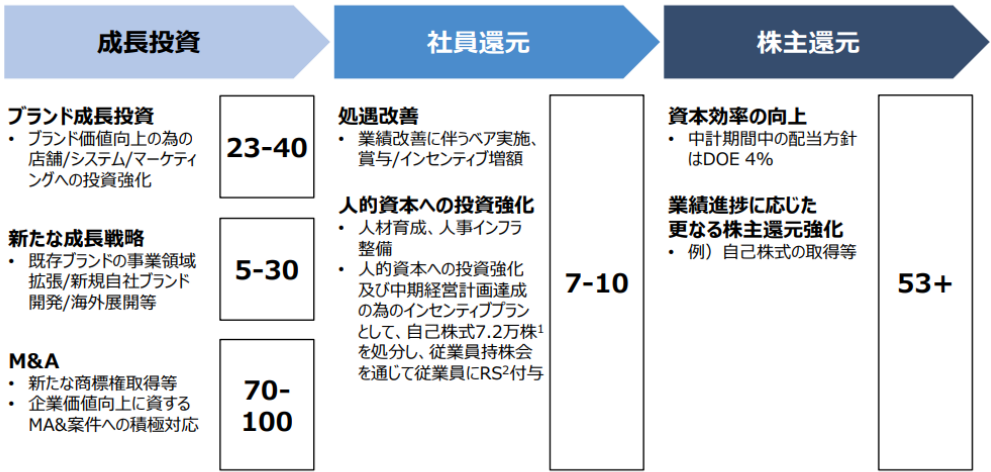 成長投資
ブランド成長投資
• ブランド価値向上の為の
店舗/システム/マーケティ
ングへの投資強化
23-40
新たな成長戦略
• 既存ブランドの事業領域
拡張/新規自社ブランド
開発/海外展開等
5-30
M&A
• 新たな商標権取得等
• 企業価値向上に資する
MA&案件への積極対応
70-
100
社員還元
処遇改善
• 業績改善に伴うベア実施、
賞与/インセンティブ増額
人的資本への投資強化
• 人材育成、人事インフラ
整備
• 人的資本への投資強化
及び中期経営計画達成
の為のインセンティブプラン
として、自己株式7.2万株1
を処分し、従業員持株会
を通じて従業員にRS2付与
7-10
株主還元
資本効率の向上
• 中計期間中の配当方針
はDOE 4%
業績進捗に応じた
更なる株主還元強化
• 例）自己株式の取得等
53+